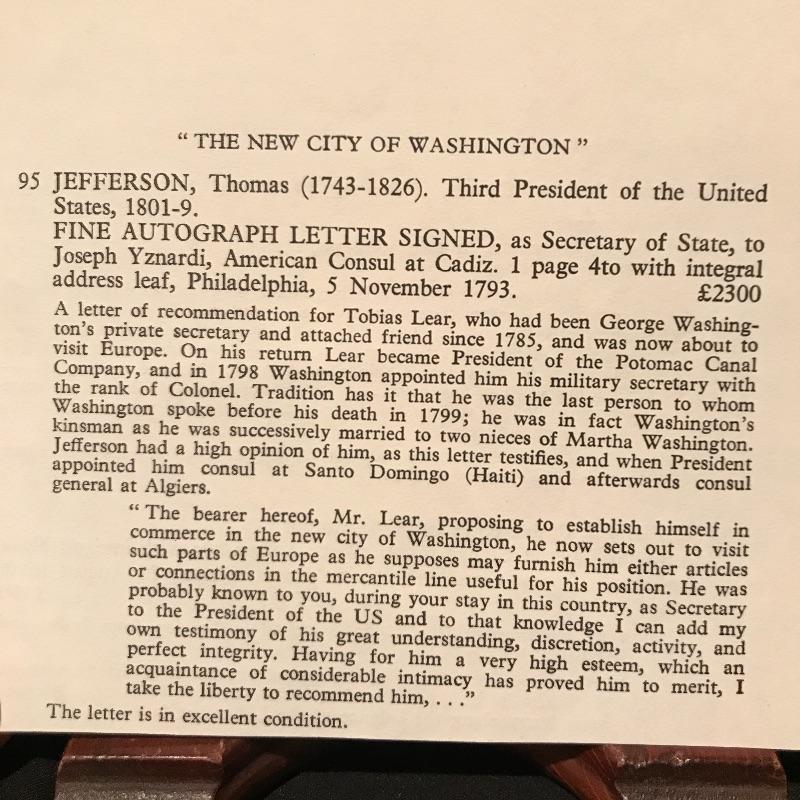 “ THE NEW CITY OF WASHINGTON ”
95 JEFFERSON, Thomas (1743-1826). Third President of the United
States, 1801-9.
FINE AUTOGRAPH LETTER SIGNED, as Secretary of State, to
Joseph Yznardi, American Consul at Cadiz. 1 page 4to with integral
address leaf, Philadelphia, 5 November 1793. £2300
A letter of recommendation for Tobias Lear, who had been George Washing-
ton’s private secretary and attached friend since 1785, and was now about to
visit Europe. On his return Lear became President of the Potomac Canal
Company, and in 1798 Washington appointed him his military secretary with
the rank of Colonel. Tradition has it that he was the last person to whom
Washington spoke before his death in 1799; he was in fact Washington’s
kinsman as he was successively married to two nieces of Martha Washington.
Jefferson had a high opinion of him, as this letter testifies, and when President
appointed him consul at Santo Domingo (Haiti) and afterwards consul
general at Algiers.
“ The bearer hereof, Mr. Lear, proposing to establish himself in
commerce in the new city of Washington, he now sets out to visit
such parts of Europe as he supposes may furnish him either articles
or connections in the mercantile line useful for his position. He was
probably known to you, during your stay in this country, as Secretary
to the President of the US and to that knowledge I can add my
own testimony of his great understanding, discretion, activity, and
perfect integrity. Having for him a very high esteem, which an
acquaintance of considerable intimacy has proved him to merit, I
take the liberty to recommend him, . . .”
The letter is in excellent condition.